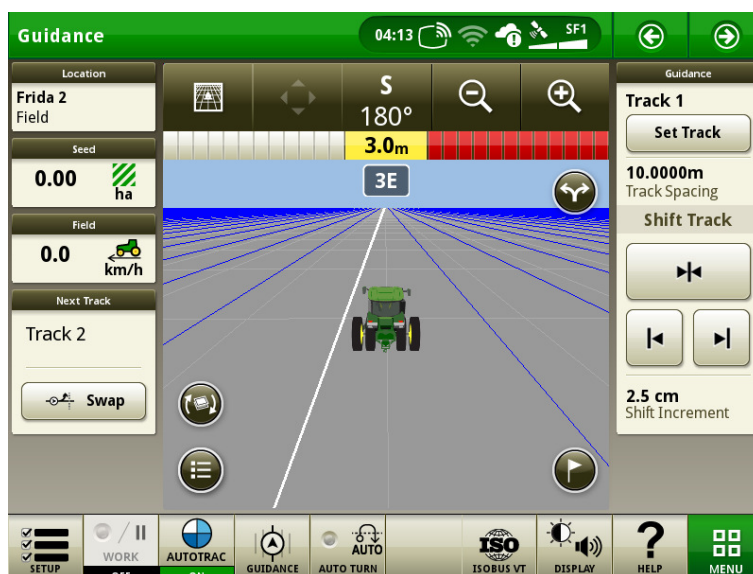 Guidance
04:13
SF1
Location
Frida 2
Field
Seed
0.00
ha
Field
0.0
km/h
Next Track
Track 2
Swap
S
180°
3.0m
3E
Guidance
Track 1
Set Track
10.0000m
Track Spacing
Shift Track
2.5 cm
Shift Increment
SETUP
WORK
OFF
AUTOTRAC
ON
GUIDANCE
AUTO
AUTO TURN
ISO
ISOBUS VT
DISPLAY
?
HELP
MENU